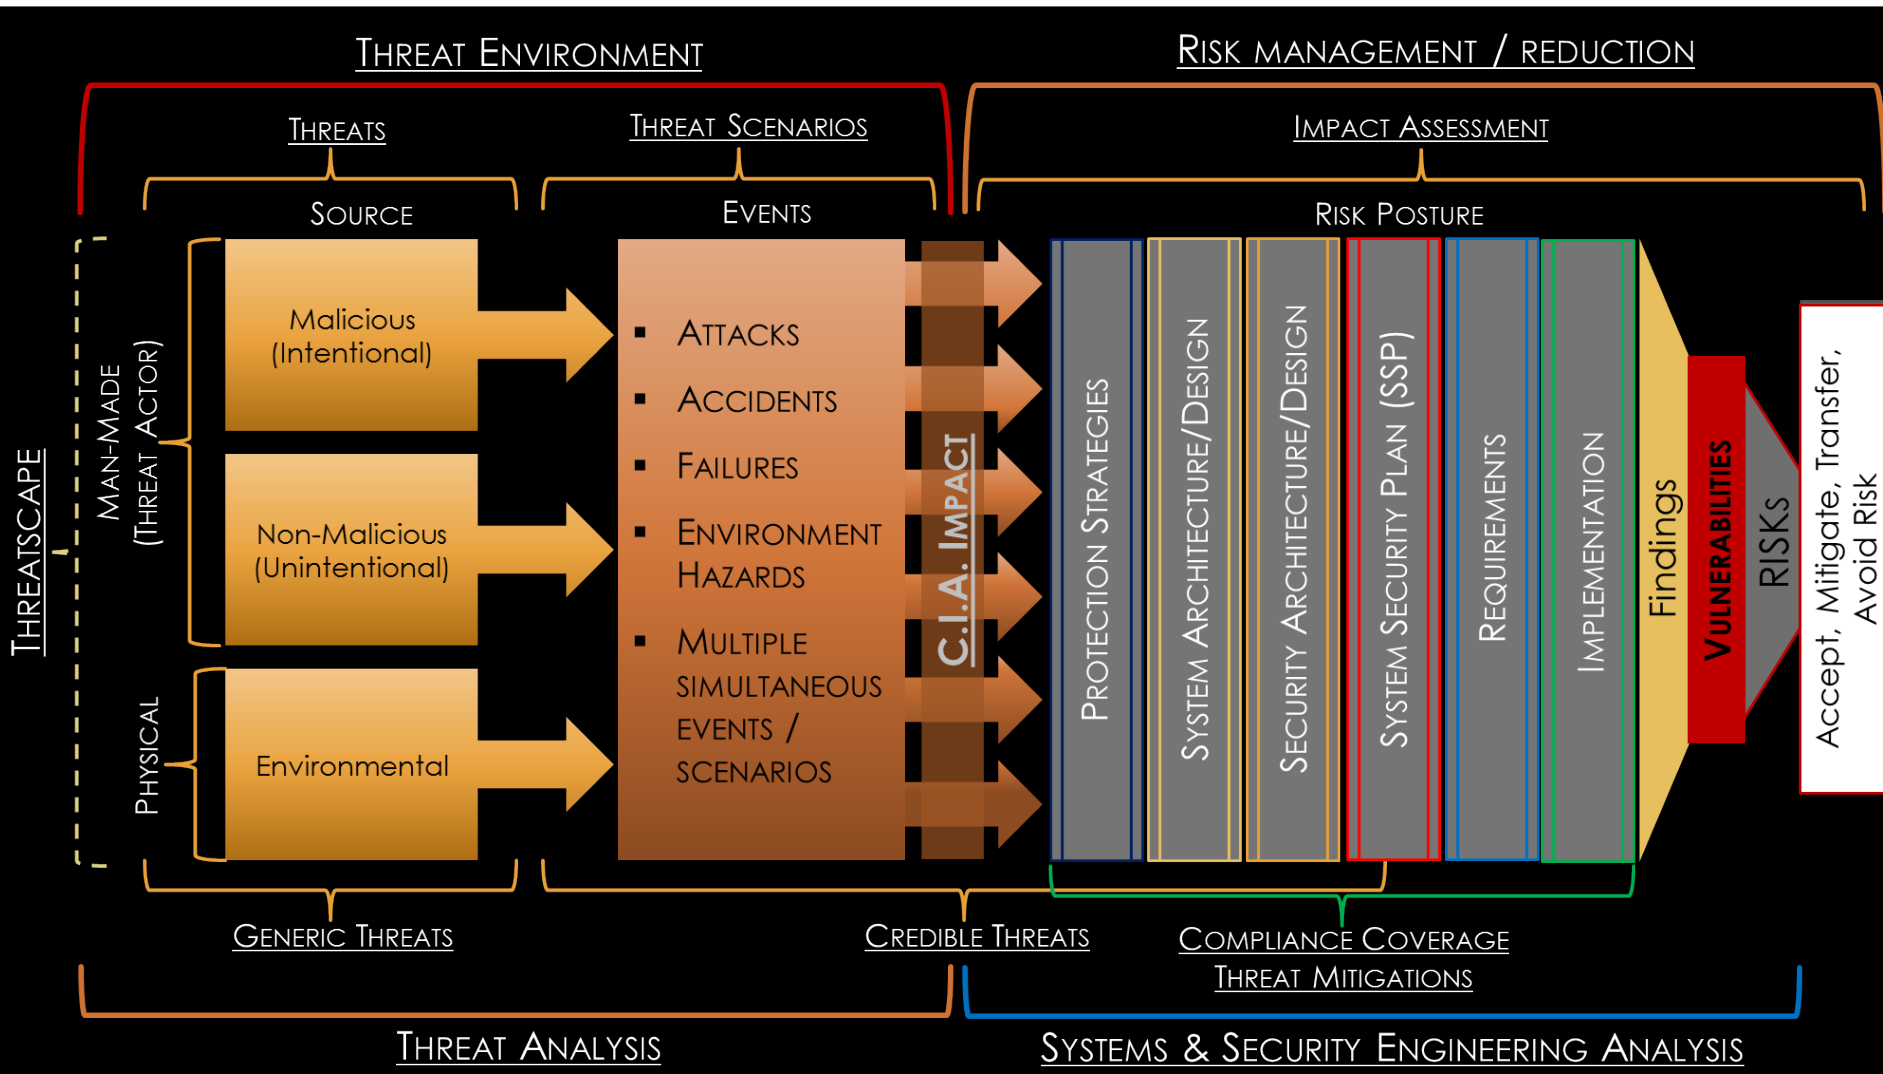 THREAT ENVIRONMENT
RISK MANAGEMENT / REDUCTION
THREATS
THREAT SCENARIOS
IMPACT ASSESSMENT
SOURCE
EVENTS
RISK POSTURE
THREATSCAPE
MAN-MADE
(THREAT ACTOR)
PHYSICAL
Malicious
(Intentional)
Non-Malicious
(Unintentional)
Environmental
▪ ATTACKS
▪ ACCIDENTS
▪ FAILURES
▪ ENVIRONMENT
HAZARDS
▪ MULTIPLE
SIMULTANEOUS
EVENTS /
SCENARIOS
C.I.A. IMPACT
PROTECTION STRATEGIES
SYSTEM ARCHITECTURE/DESIGN
SECURITY ARCHITECTURE/DESIGN
SYSTEM SECURITY PLAN (SSP)
REQUIREMENTS
IMPLEMENTATION
Findings
VULNERABILITIES
RISKs
Accept, Mitigate, Transfer,
Avoid Risk
GENERIC THREATS
CREDIBLE THREATS
COMPLIANCE COVERAGE
THREAT MITIGATIONS
THREAT ANALYSIS
SYSTEMS & SECURITY ENGINEERING ANALYSIS